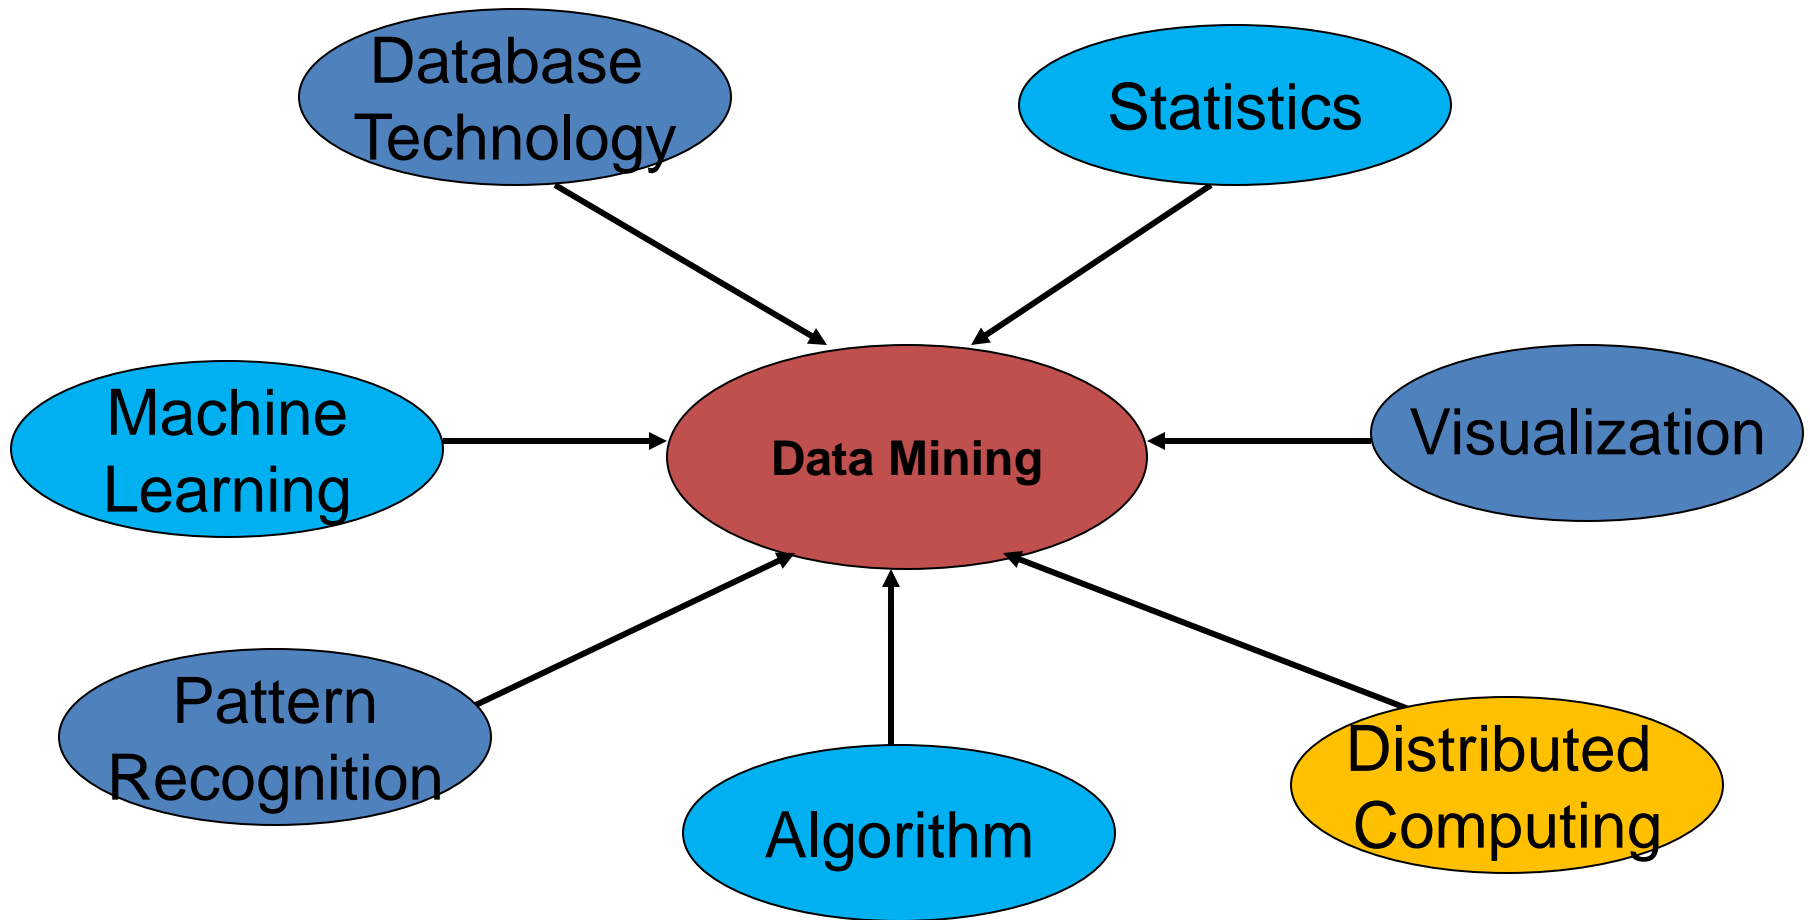 Database
Technology
Statistics
Machine
Learning
Data Mining
Visualization
Pattern
Recognition
Algorithm
Distributed
Computing